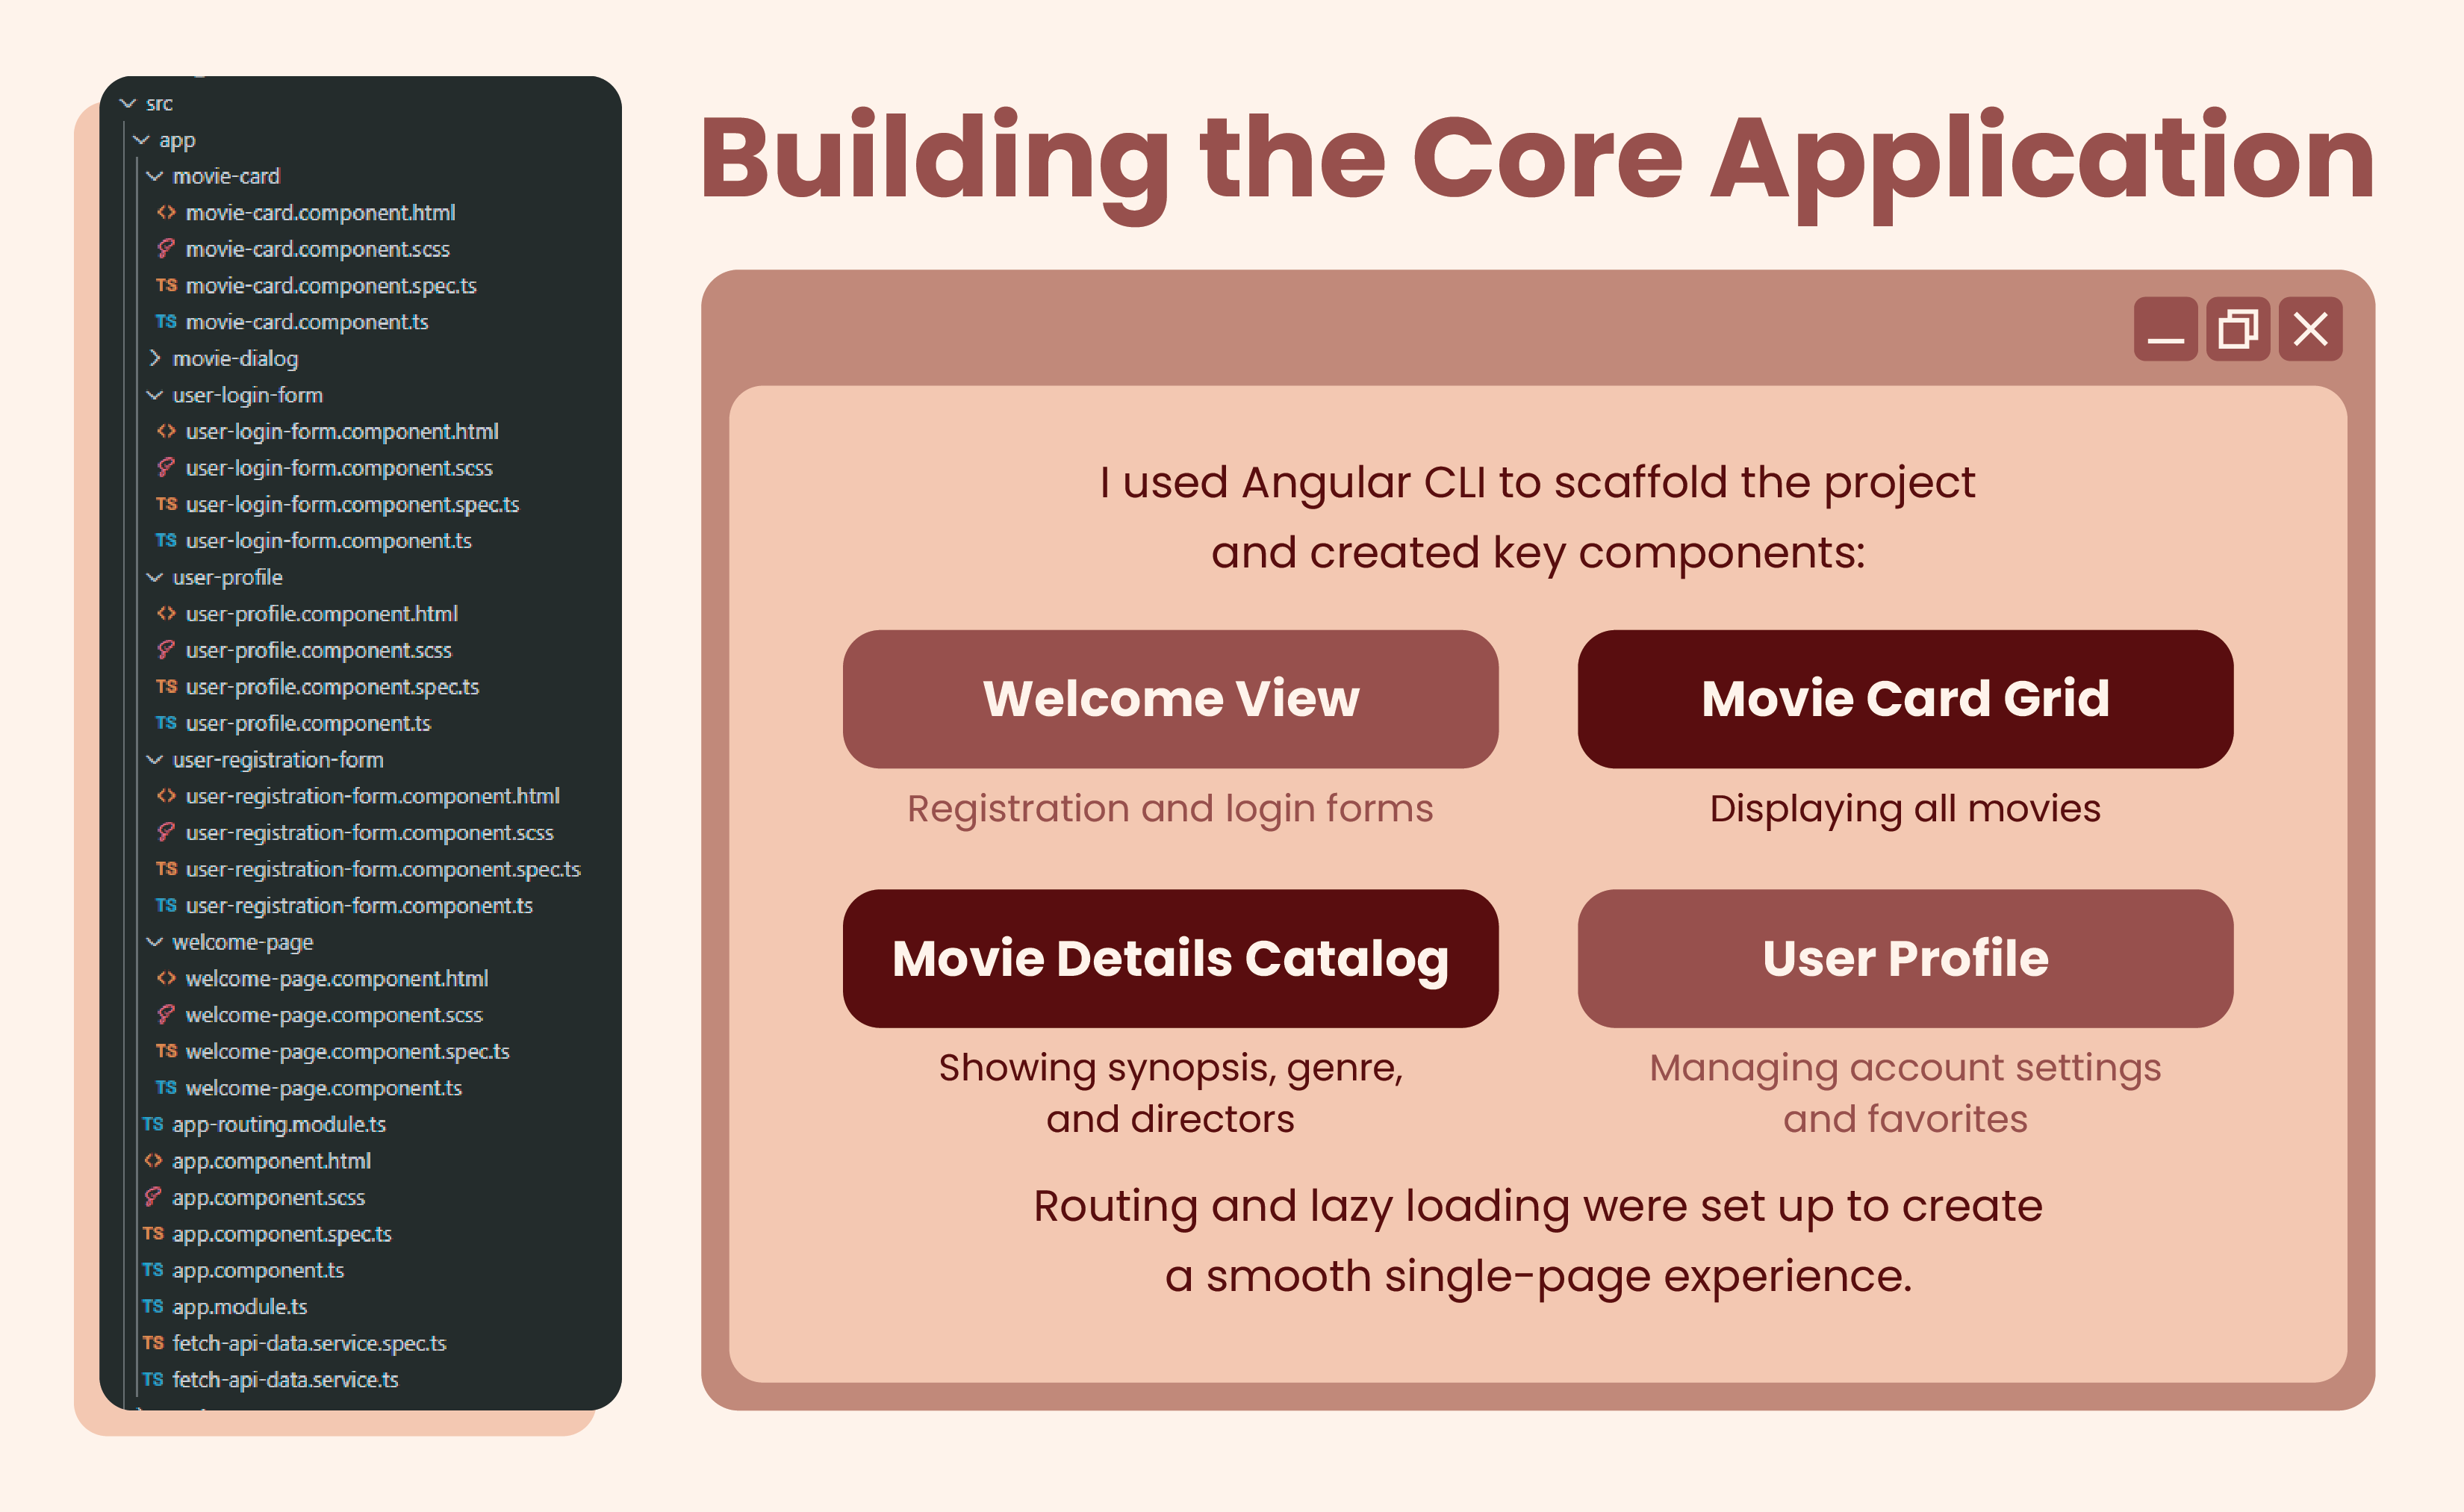 src
app
movie-card
movie-card.component.html
movie-card.component.scss
TS movie-card.component.spec.ts
TS movie-card.component.ts
movie-dialog
user-login-form
user-login-form.component.html
user-login-form.component.scss
TS user-login-form.component.spec.ts
TS user-login-form.component.ts
user-profile
user-profile.component.html
user-profile.component.scss
TS user-profile.component.spec.ts
TS user-profile.component.ts
user-registration-form
user-registration-form.component.html
user-registration-form.component.scss
TS user-registration-form.component.spec.ts
TS user-registration-form.component.ts
welcome-page
welcome-page.component.html
welcome-page.component.scss
TS welcome-page.component.spec.ts
TS welcome-page.component.ts
TS app-routing.module.ts
app.component.html
app.component.scss
TS app.component.spec.ts
TS app.component.ts
TS app.module.ts
TS fetch-api-data.service.spec.ts
TS fetch-api-data.service.ts
Building the Core Application
I used Angular CLI to scaffold the project
and created key components:
Welcome View
Registration and login forms
Movie Card Grid
Displaying all movies
Movie Details Catalog
Showing synopsis, genre,
and directors
User Profile
Managing account settings
and favorites
Routing and lazy loading were set up to create
a smooth single-page experience.